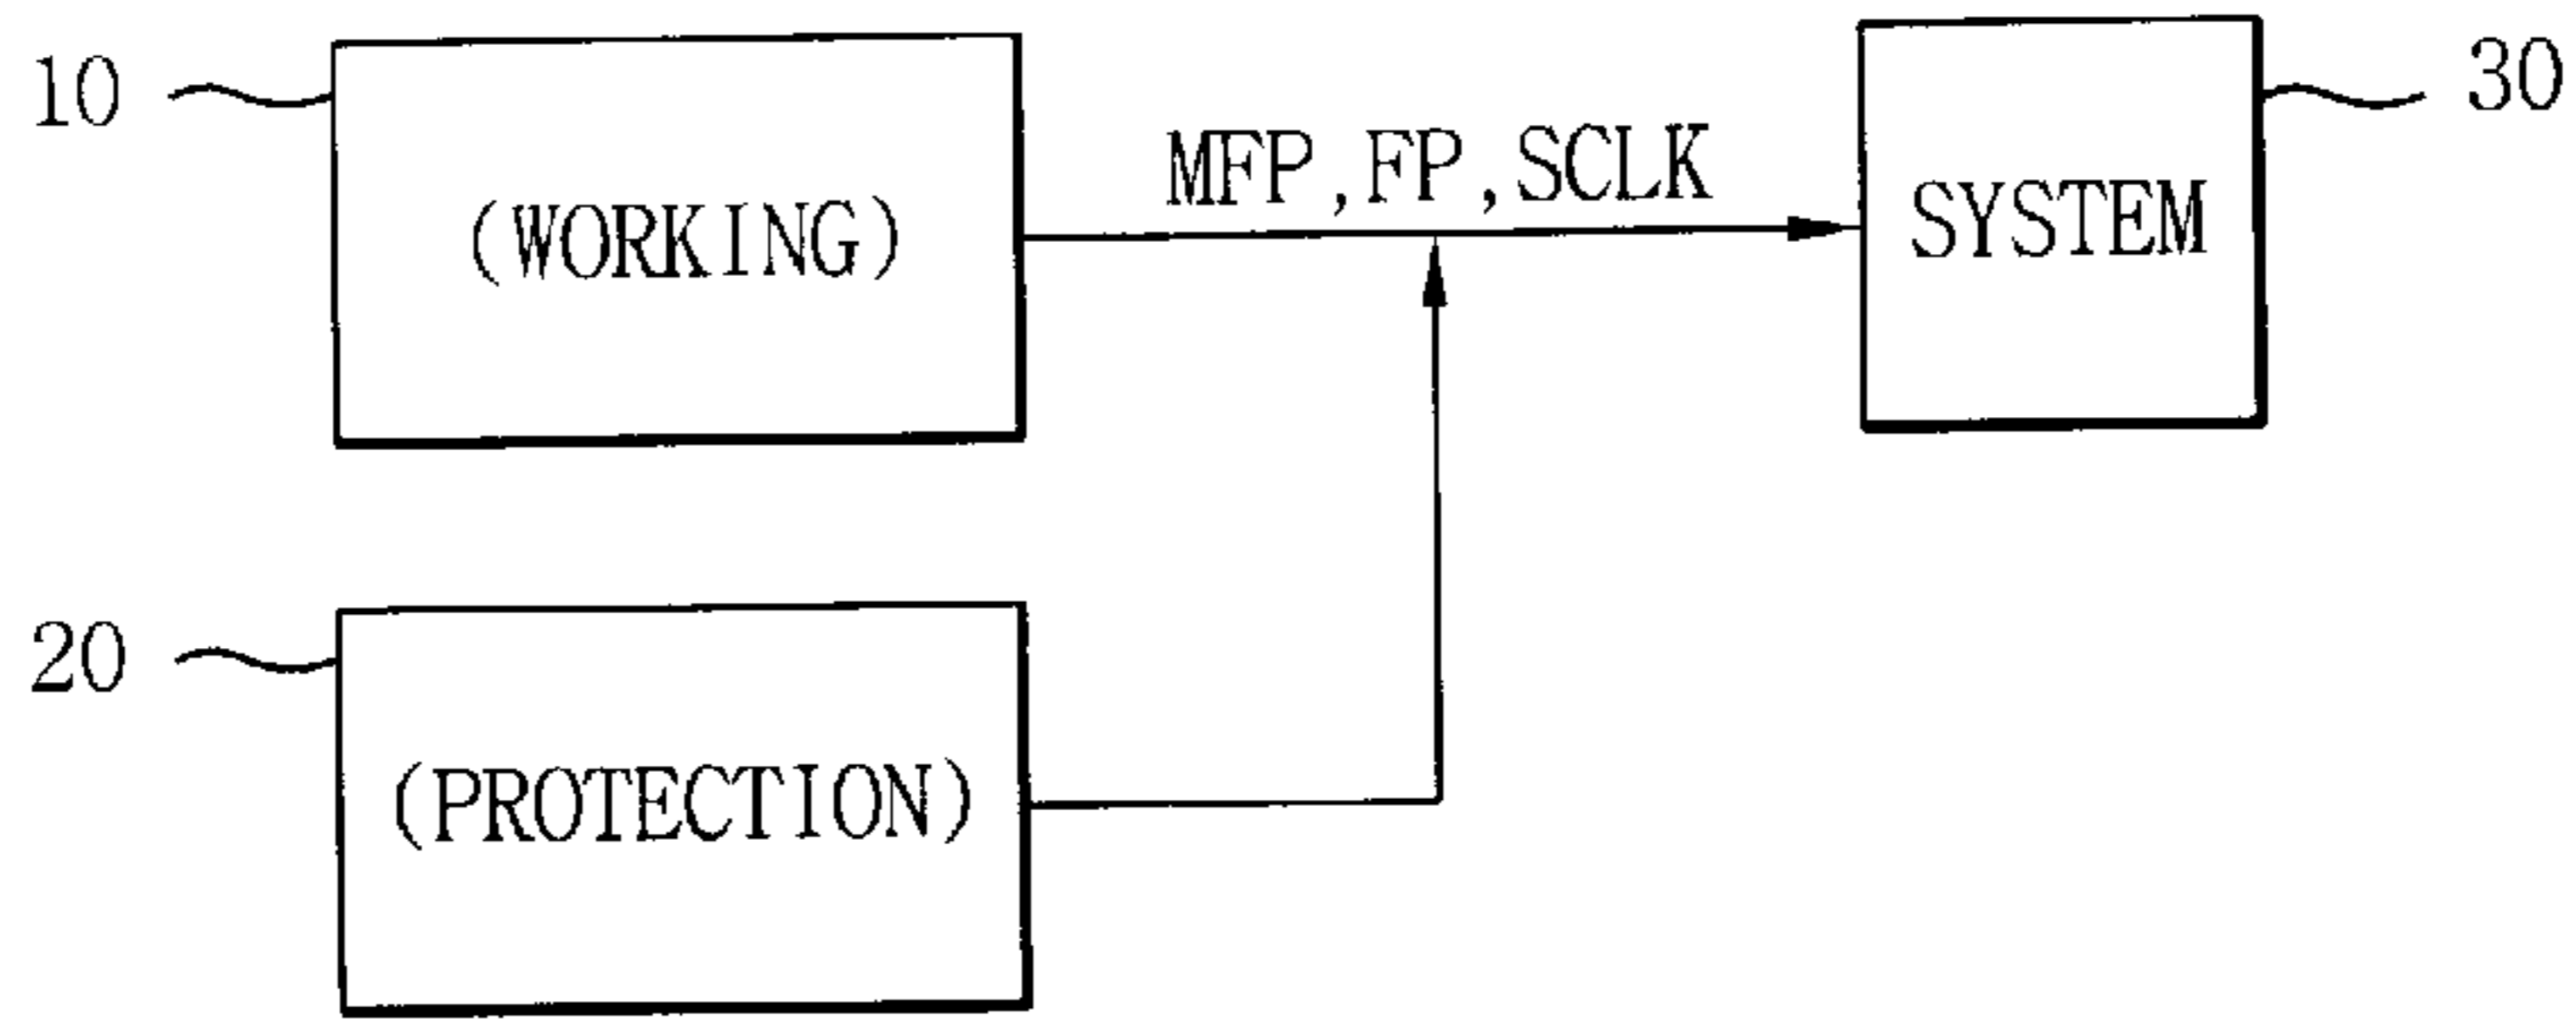 10
(WORKING)
MFP,FP,SCLK
SYSTEM
30
20
(PROTECTION)